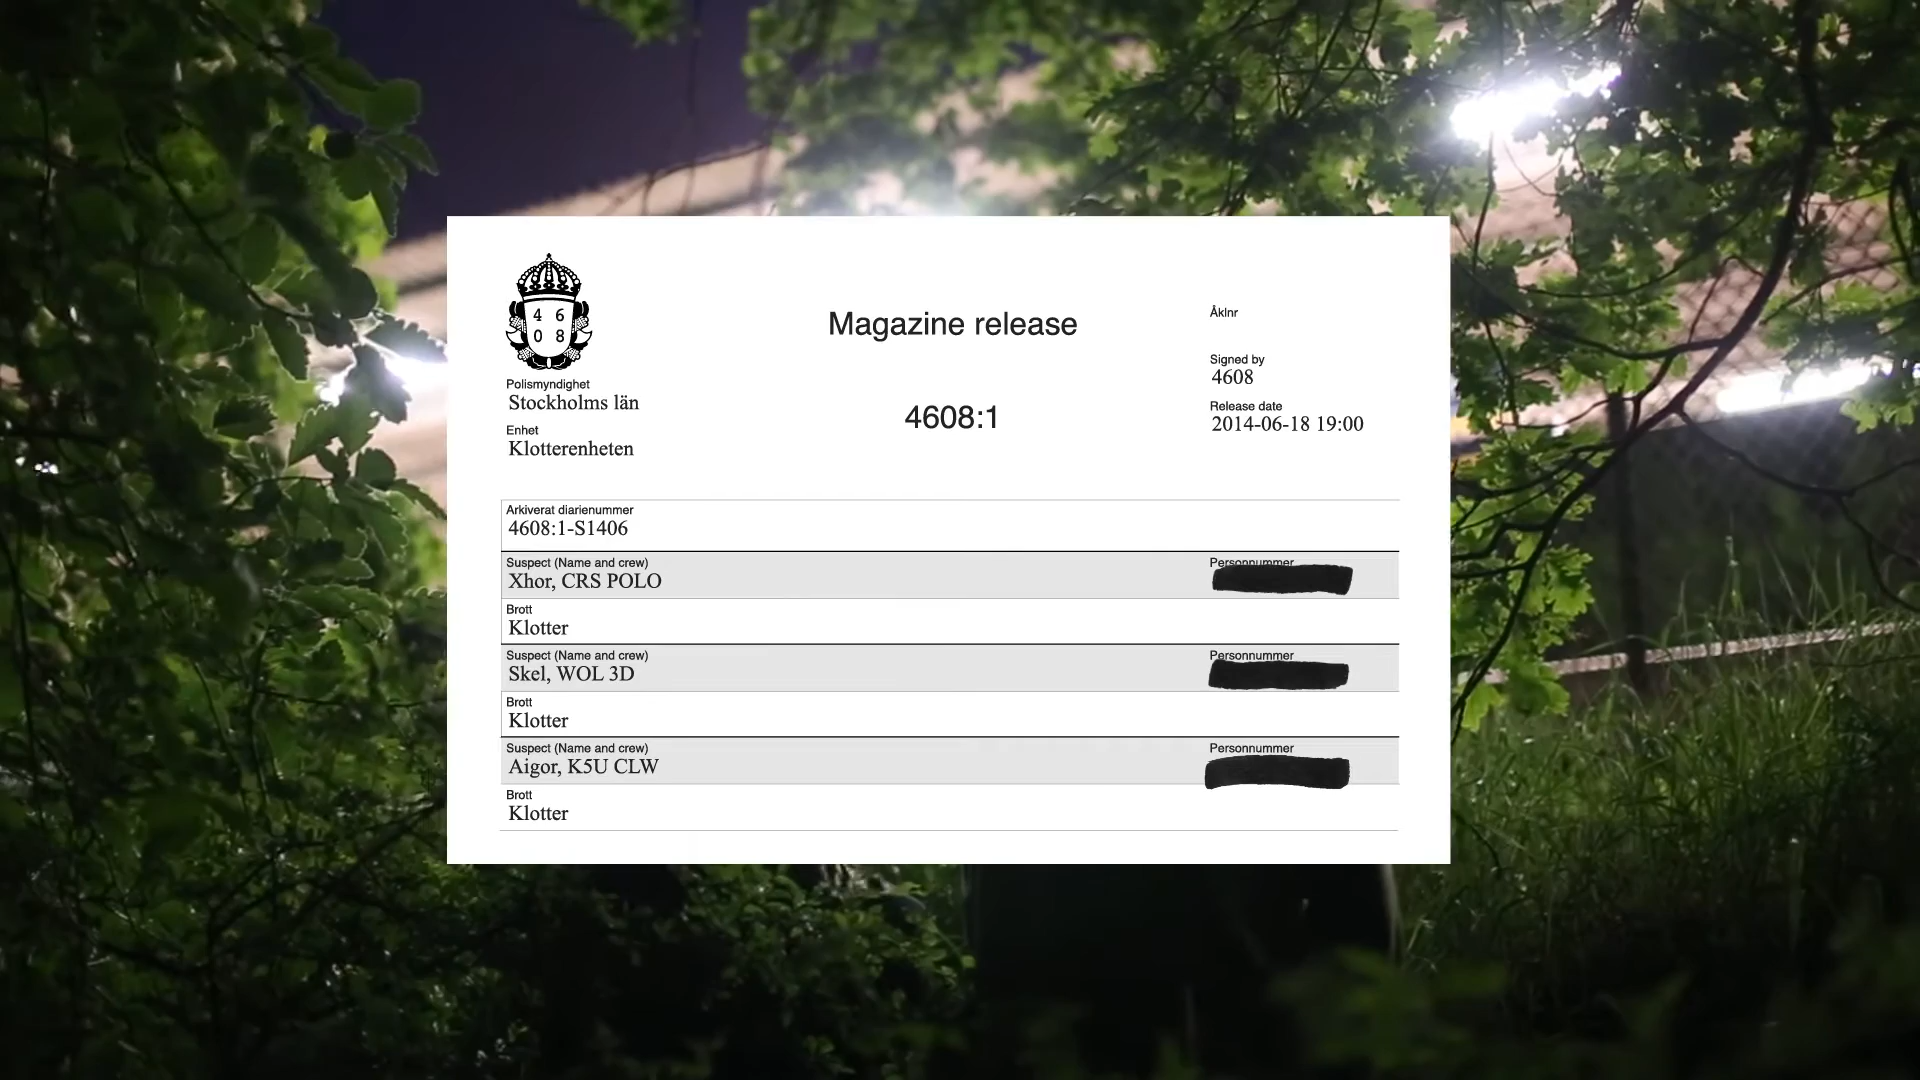 4 6
0 8
Polismyndighet
Stockholms län
Enhet
Klotterenheten
Magazine release
4608:1
Åklnr
Signed by
4608
Release date
2014-06-18 19:00
Arkiverat diarienummer
4608:1-S1406
Suspect (Name and crew)
Xhor, CRS POLO
Personnummer
Brott
Klotter
Suspect (Name and crew)
Skel, WOL 3D
Personnummer
Brott
Klotter
Suspect (Name and crew)
Aigor, K5U CLW
Personnummer
Brott
Klotter